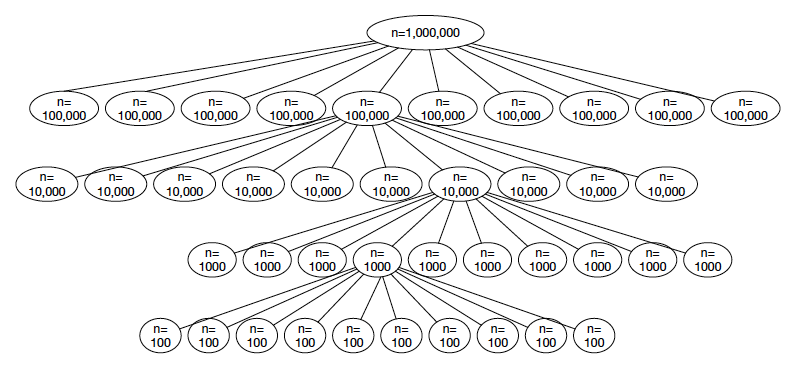 n=1,000,000
n= n= n= n= n= n= n= n= n= n=
100,000 100,000 100,000 100,000 100,000 100,000 100,000 100,000 100,000 100,000
n= n= n= n= n= n= n= n= n= n=
10,000 10,000 10,000 10,000 10,000 10,000 10,000 10,000 10,000 10,000
n= n= n= n= n= n= n= n= n= n=
1000 1000 1000 1000 1000 1000 1000 1000 1000 1000
n= n= n= n= n= n= n= n= n= n=
100 100 100 100 100 100 100 100 100 100